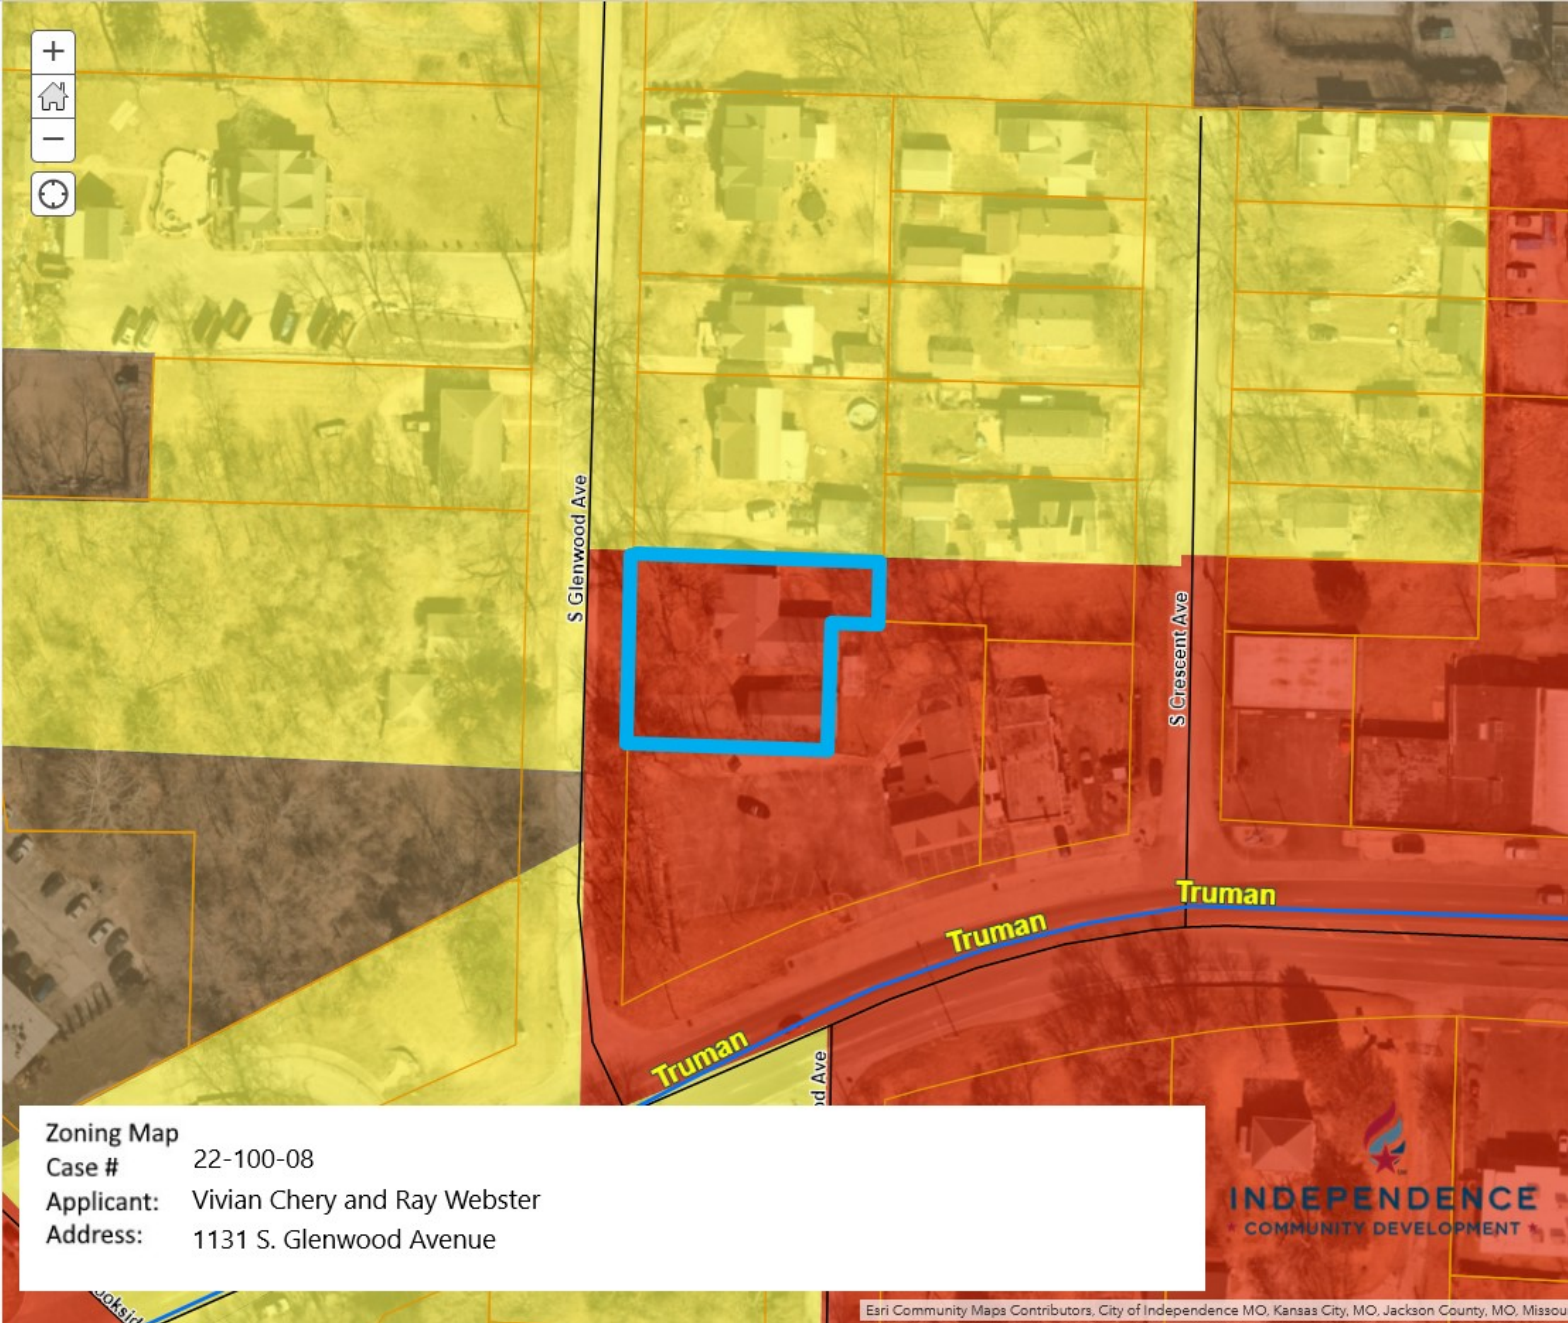 +
−
S Glenwood Ave
S Crescent Ave
Truman
Truman
Truman
d Ave
Zoning Map
Case # 22-100-08
Applicant: Vivian Chery and Ray Webster
Address: 1131 S. Glenwood Avenue
INDEPENDENCE
COMMUNITY DEVELOPMENT
Esri Community Maps Contributors, City of Independence MO, Kansas City, MO, Jackson County, MO, Missou